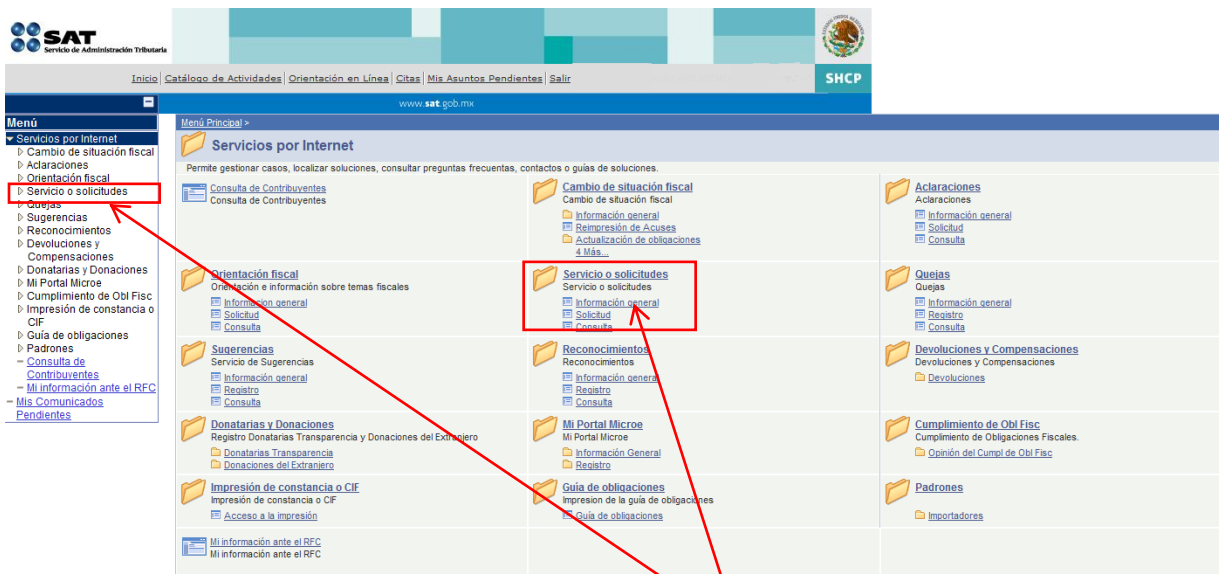 SAT
Servicio de Administración Tributaria
Inicio | Catálogo de Actividades | Orientación en Línea | Citas | Mis Asuntos Pendientes | Salir
SHCP
www.sat.gob.mx
Menú
Servicios por Internet
Cambio de situación fiscal
Aclaraciones
Orientación fiscal
Servicio o solicitudes
Quejas
Sugerencias
Reconocimientos
Devoluciones y
Compensaciones
Donatarias y Donaciones
Mi Portal Microe
Cumplimiento de Obl Fisc
Impresión de constancia o
CIF
Guía de obligaciones
Padrones
Consulta de
Contribuyentes
Mi información ante el RFC
Mis Comunicados
Pendientes
Menú Principal >
Servicios por Internet
Permite gestionar casos, localizar soluciones, consultar preguntas frecuentas, contactos o guías de soluciones.
Consulta de Contribuyentes
Consulta de Contribuyentes
Cambio de situación fiscal
Cambio de situación fiscal
Información general
Reimpresión de Acuses
Actualización de obligaciones
4 Más...
Aclaraciones
Aclaraciones
Información general
Solicitud
Consulta
Orientación fiscal
Orientación e información sobre temas fiscales
Informacion general
Solicitud
Consulta
Servicio o solicitudes
Servicio o solicitudes
Información general
Solicitud
Consulta
Quejas
Quejas
Información general
Registro
Consulta
Sugerencias
Servicio de Sugerencias
Información general
Registro
Consulta
Reconocimientos
Reconocimientos
Información general
Registro
Consulta
Devoluciones y Compensaciones
Devoluciones y Compensaciones
Devoluciones
Donatarias y Donaciones
Registro Donatarias Transparencia y Donaciones del Extranjero
Donatarias Transparencia
Donaciones del Extranjero
Mi Portal Microe
Mi Portal Microe
Información General
Registro
Cumplimiento de Obl Fisc
Cumplimiento de Obligaciones Fiscales.
Opinión del Cumpl de Obl Fisc
Impresión de constancia o CIF
Impresión de constancia o CIF
Acceso a la impresión
Guía de obligaciones
Impresion de la guía de obligaciones
Guía de obligaciones
Padrones
Importadores
Mi información ante el RFC
Mi información ante el RFC